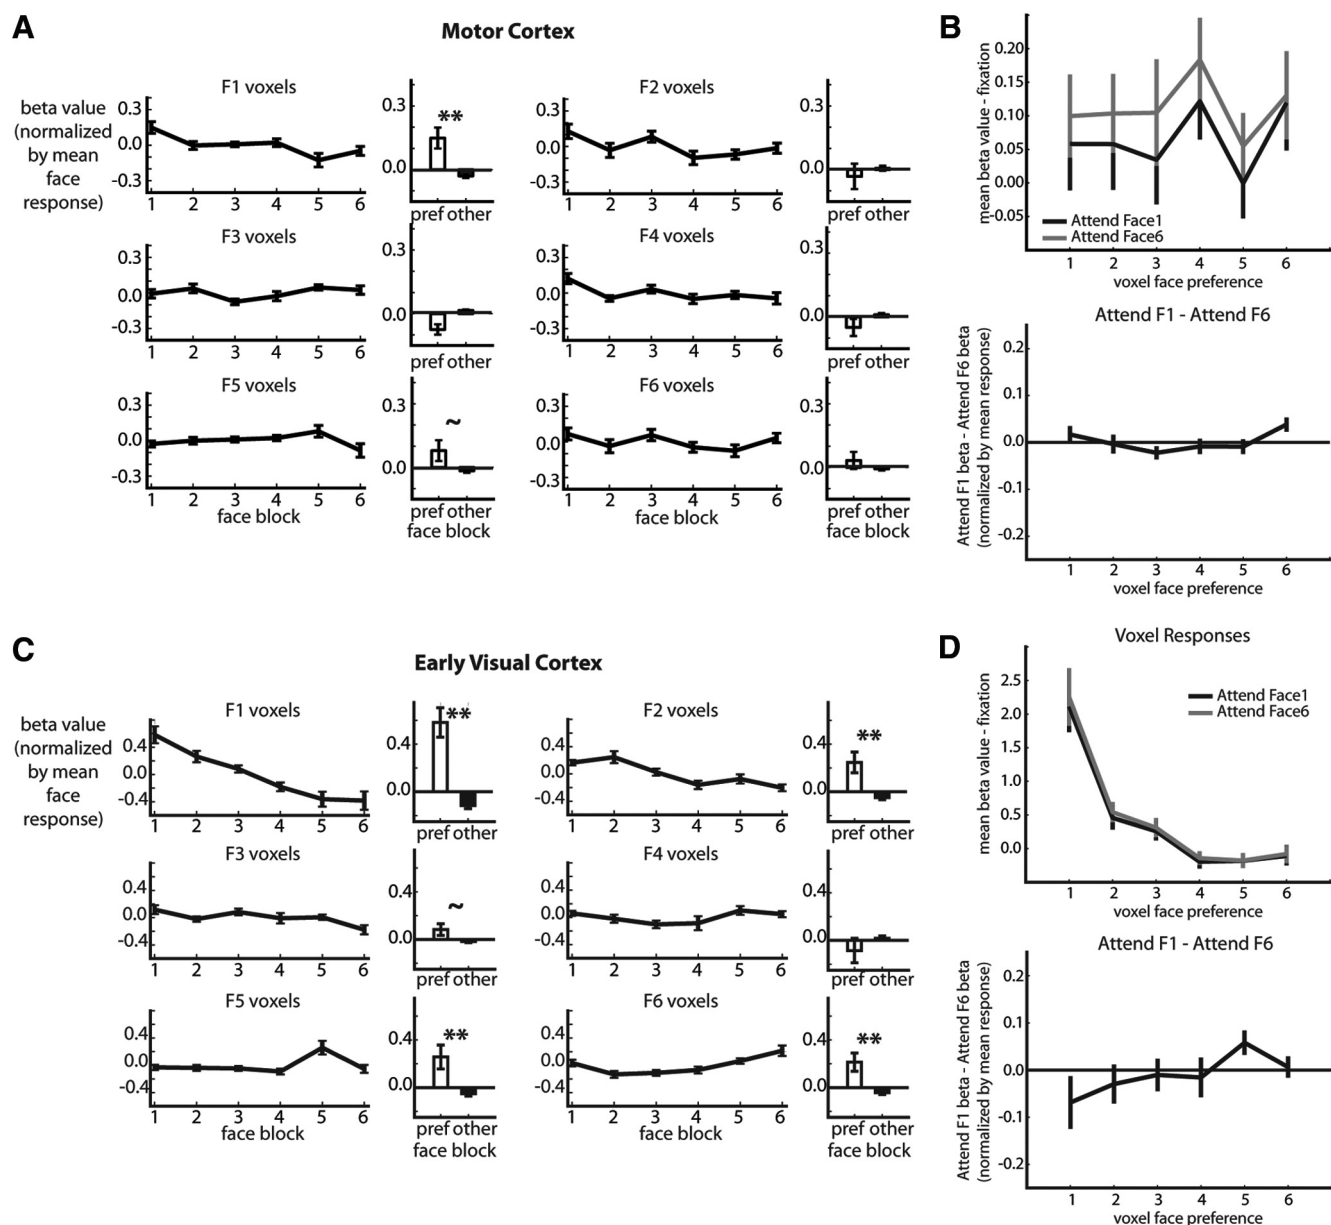 A
Motor Cortex
beta value
(normalized
by mean
face
response)
F1 voxels
0.3
0.0
-0.3
1 2 3 4 5 6
0.3
0.0
**
pref other
F2 voxels
0.3
0.0
-0.3
1 2 3 4 5 6
0.3
0.0
pref other
F3 voxels
0.3
0.0
-0.3
1 2 3 4 5 6
0.3
0.0
pref other
F4 voxels
0.3
0.0
-0.3
1 2 3 4 5 6
0.3
0.0
pref other
F5 voxels
0.3
0.0
-0.3
1 2 3 4 5 6
face block
0.3
0.0
~
pref other
face block
F6 voxels
0.3
0.0
-0.3
1 2 3 4 5 6
face block
0.3
0.0
pref other
face block
B
mean beta value - fixation
0.20
0.15
0.10
0.05
0.00
-0.05
Attend Face1
Attend Face6
1 2 3 4 5 6
voxel face preference
Attend F1 - Attend F6
Attend F1 beta - Attend F6 beta
(normalized by mean response)
0.2
0.1
0.0
-0.1
-0.2
1 2 3 4 5 6
voxel face preference
C
Early Visual Cortex
beta value
(normalized
by mean
face
response)
F1 voxels
0.4
0.0
-0.4
1 2 3 4 5 6
0.4
0.0
**
pref other
F2 voxels
0.4
0.0
-0.4
1 2 3 4 5 6
0.4
0.0
**
pref other
F3 voxels
0.4
0.0
-0.4
1 2 3 4 5 6
0.4
0.0
~
pref other
F4 voxels
0.4
0.0
-0.4
1 2 3 4 5 6
0.4
0.0
pref other
F5 voxels
0.4
0.0
-0.4
1 2 3 4 5 6
face block
0.4
0.0
**
pref other
face block
F6 voxels
0.4
0.0
-0.4
1 2 3 4 5 6
face block
0.4
0.0
**
pref other
face block
D
Voxel Responses
mean beta value - fixation
2.5
2.0
1.5
1.0
0.5
0.0
Attend Face1
Attend Face6
1 2 3 4 5 6
voxel face preference
Attend F1 - Attend F6
Attend F1 beta - Attend F6 beta
(normalized by mean response)
0.2
0.1
0.0
-0.1
-0.2
1 2 3 4 5 6
voxel face preference